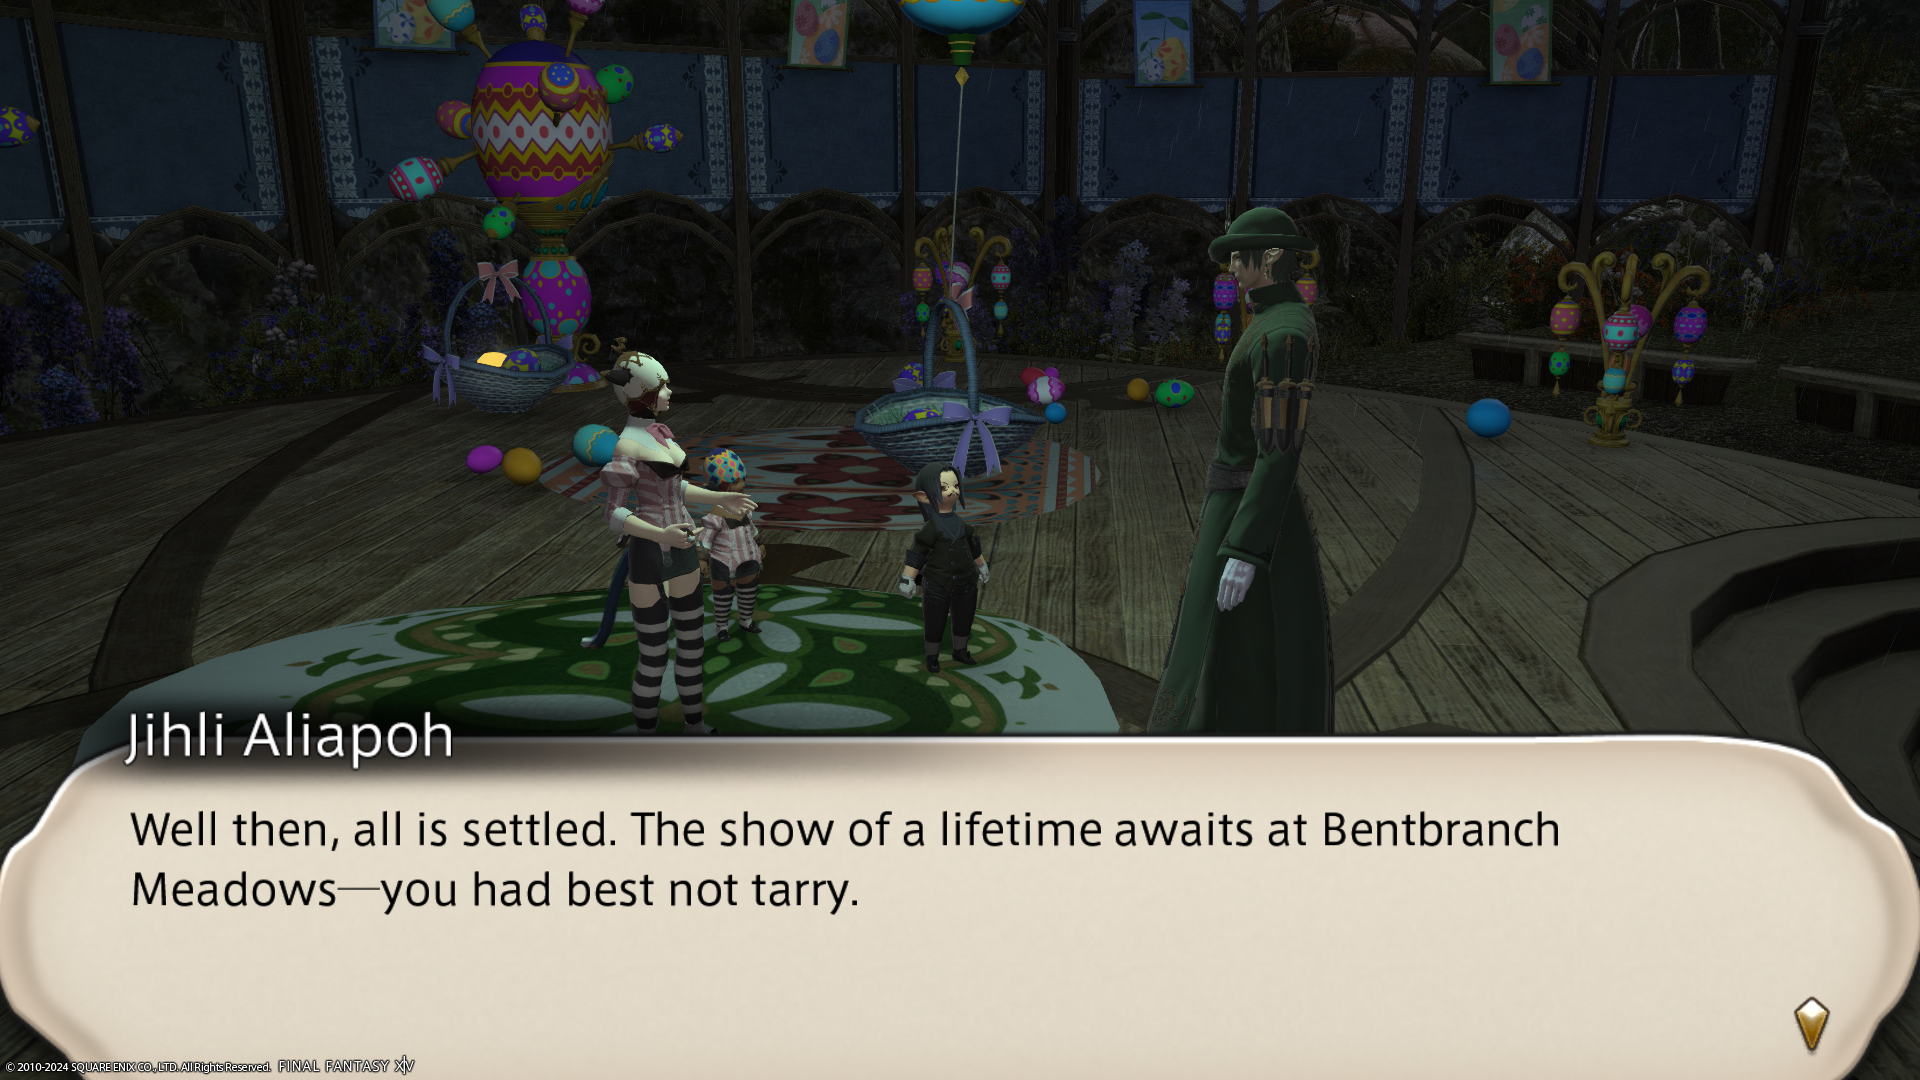 Jihli Aliapoh
Well then, all is settled. The show of a lifetime awaits at Bentbranch
Meadows—you had best not tarry.
© 2010-2024 SQUARE ENIX CO., LTD. All Rights Reserved. FINAL FANTASY XIV